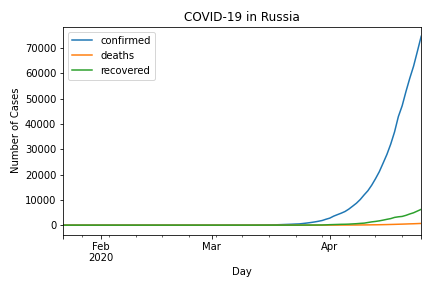 COVID-19 in Russia
confirmed
deaths
recovered
70000
60000
50000
40000
30000
20000
10000
0
Number of Cases
Feb
2020
Mar
Apr
Day